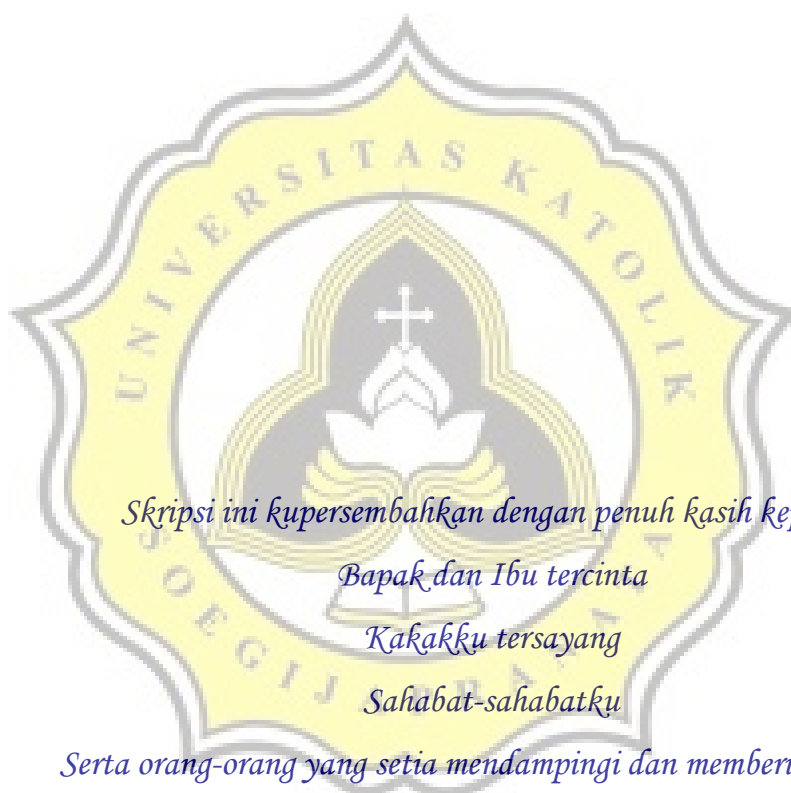 UNIVERSITAS KATOLIK
SOEGIJAPRANATA
Skripsi ini kupersembahkan dengan penuh kasih
Bapak dan Ibu tercinta
Kakakku tersayang
Sahabat-sahabatku
Serta orang-orang yang setia mendampingi dan